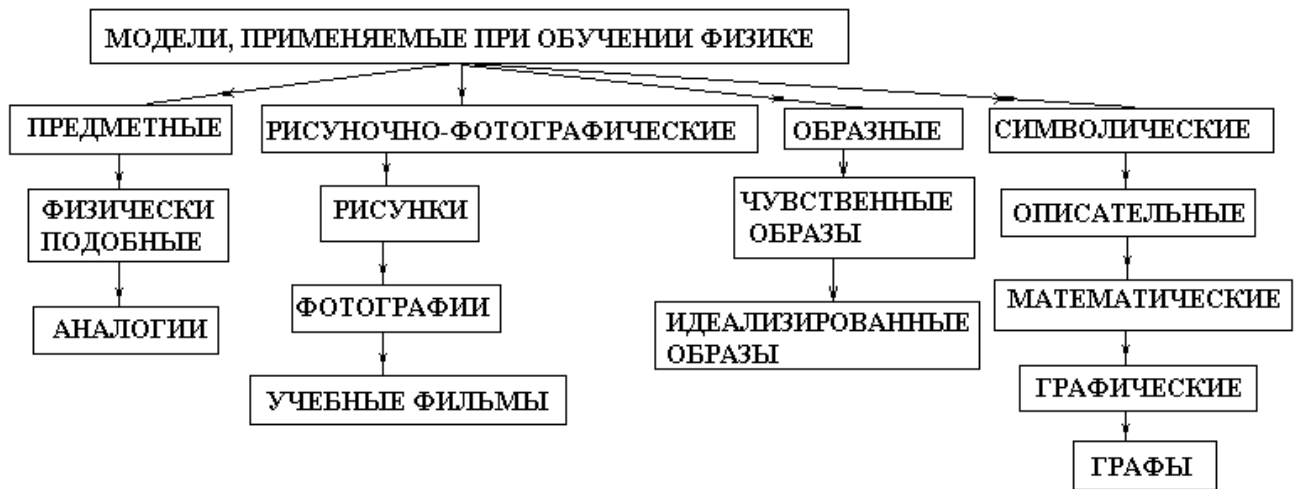 МОДЕЛИ, ПРИМЕНЯЕМЫЕ ПРИ ОБУЧЕНИИ ФИЗИКЕ
ПРЕДМЕТНЫЕ
РИСУНОЧНО-ФОТОГРАФИЧЕСКИЕ
ОБРАЗНЫЕ
СИМВОЛИЧЕСКИЕ
ФИЗИЧЕСКИ
ПОДОБНЫЕ
РИСУНКИ
ЧУВСТВЕННЫЕ
ОБРАЗЫ
ОПИСАТЕЛЬНЫЕ
АНАЛОГИИ
ФОТОГРАФИИ
ИДЕАЛИЗИРОВАННЫЕ
ОБРАЗЫ
МАТЕМАТИЧЕСКИЕ
УЧЕБНЫЕ ФИЛЬМЫ
ГРАФИЧЕСКИЕ
ГРАФЫ